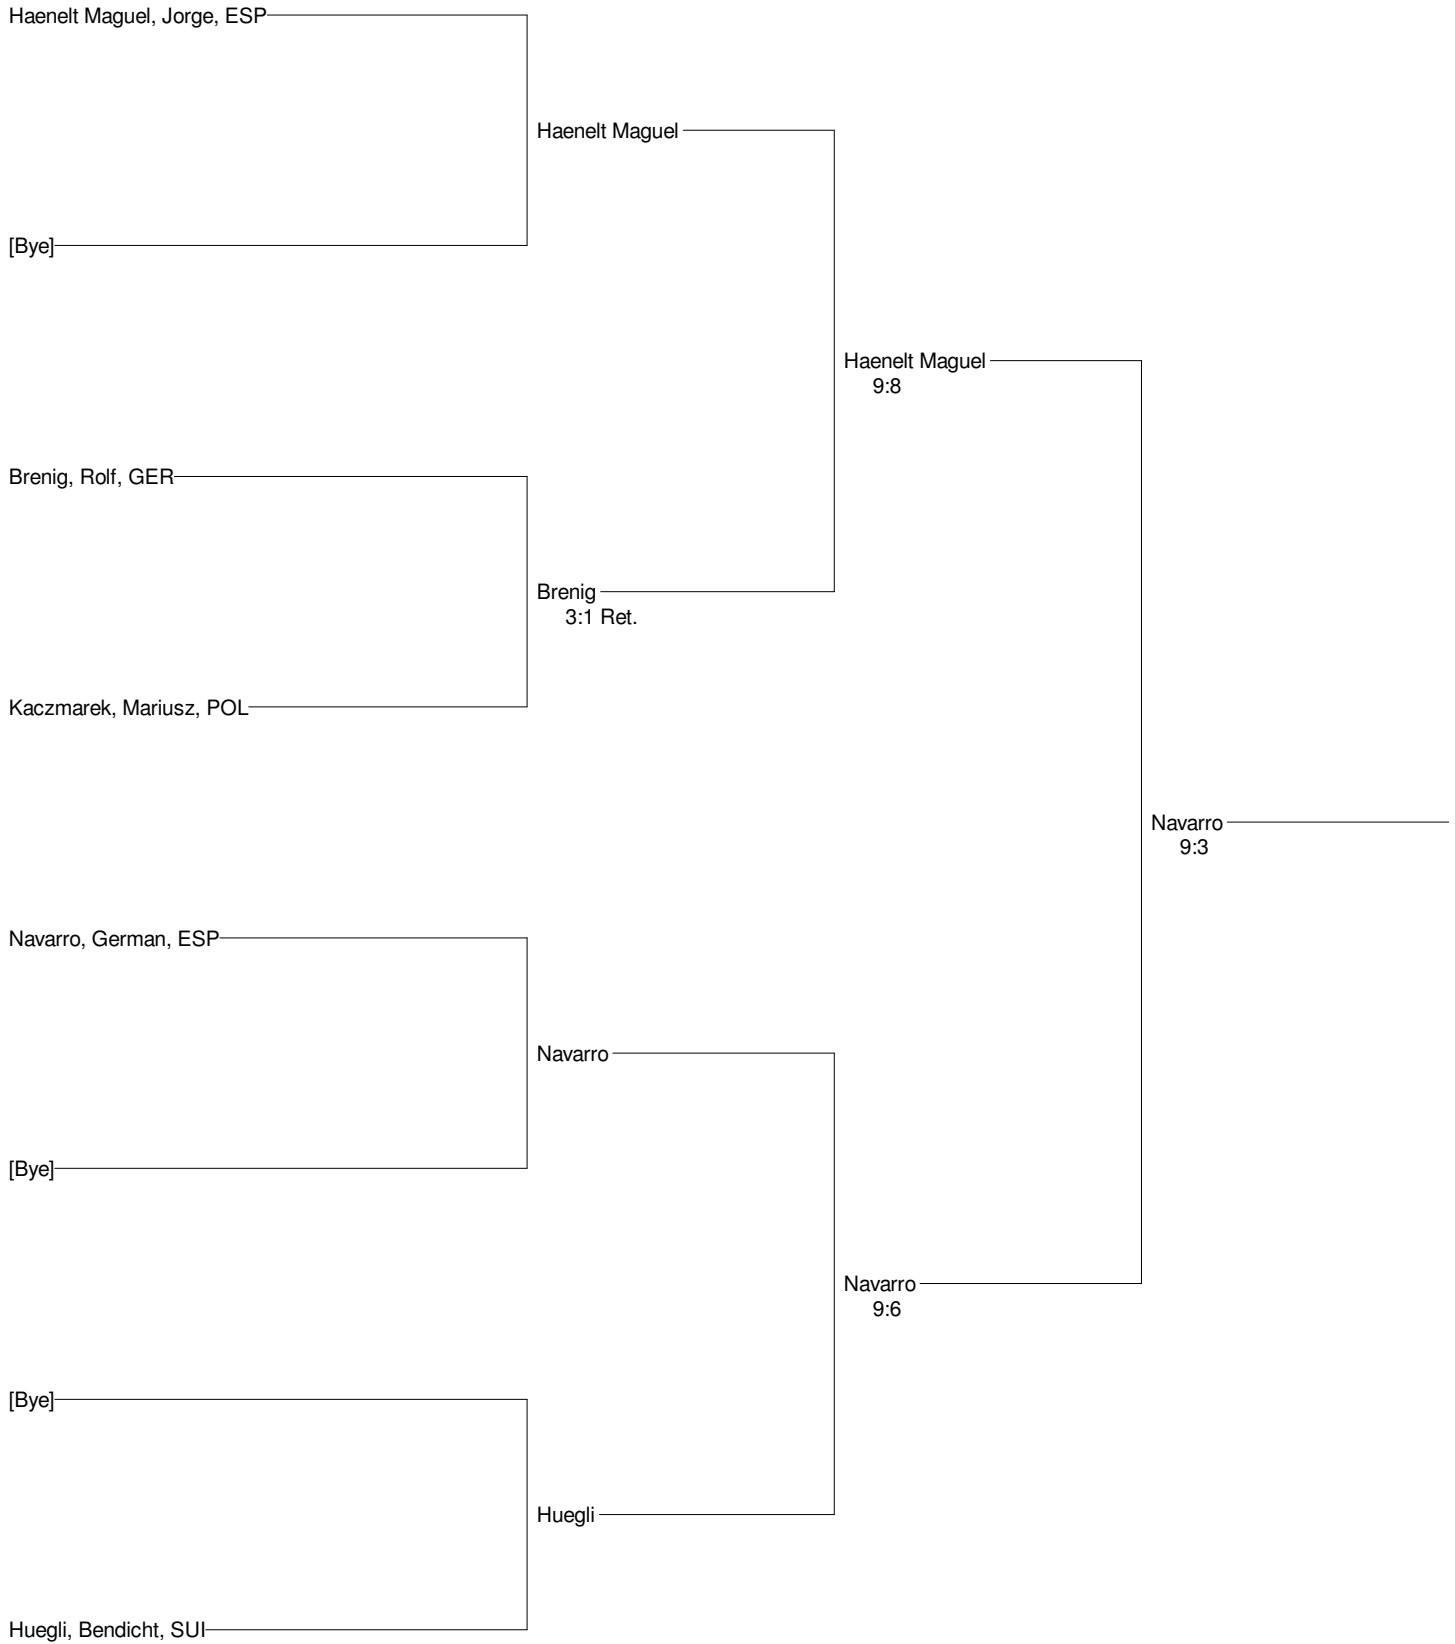 Haenelt Maguel, Jorge, ESP
Haenelt Maguel
[Bye]
Haenelt Maguel
9:8
Brenig, Rolf, GER
Brenig
3:1 Ret.
Kaczmarek, Mariusz, POL
Navarro
9:3
Navarro, German, ESP
Navarro
[Bye]
Navarro
9:6
[Bye]
Huegli
Huegli, Bendicht, SUI